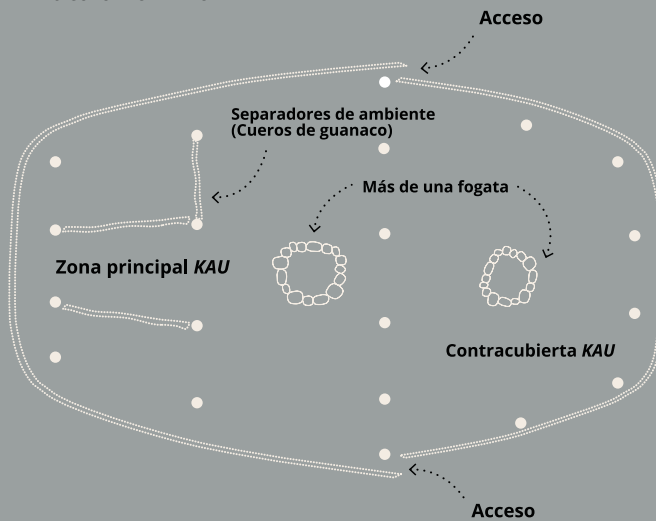 Acceso
Separadores de ambiente
(Cueros de guanaco)
Más de una fogata
Zona principal KAU
Contracubierta KAU
Acceso